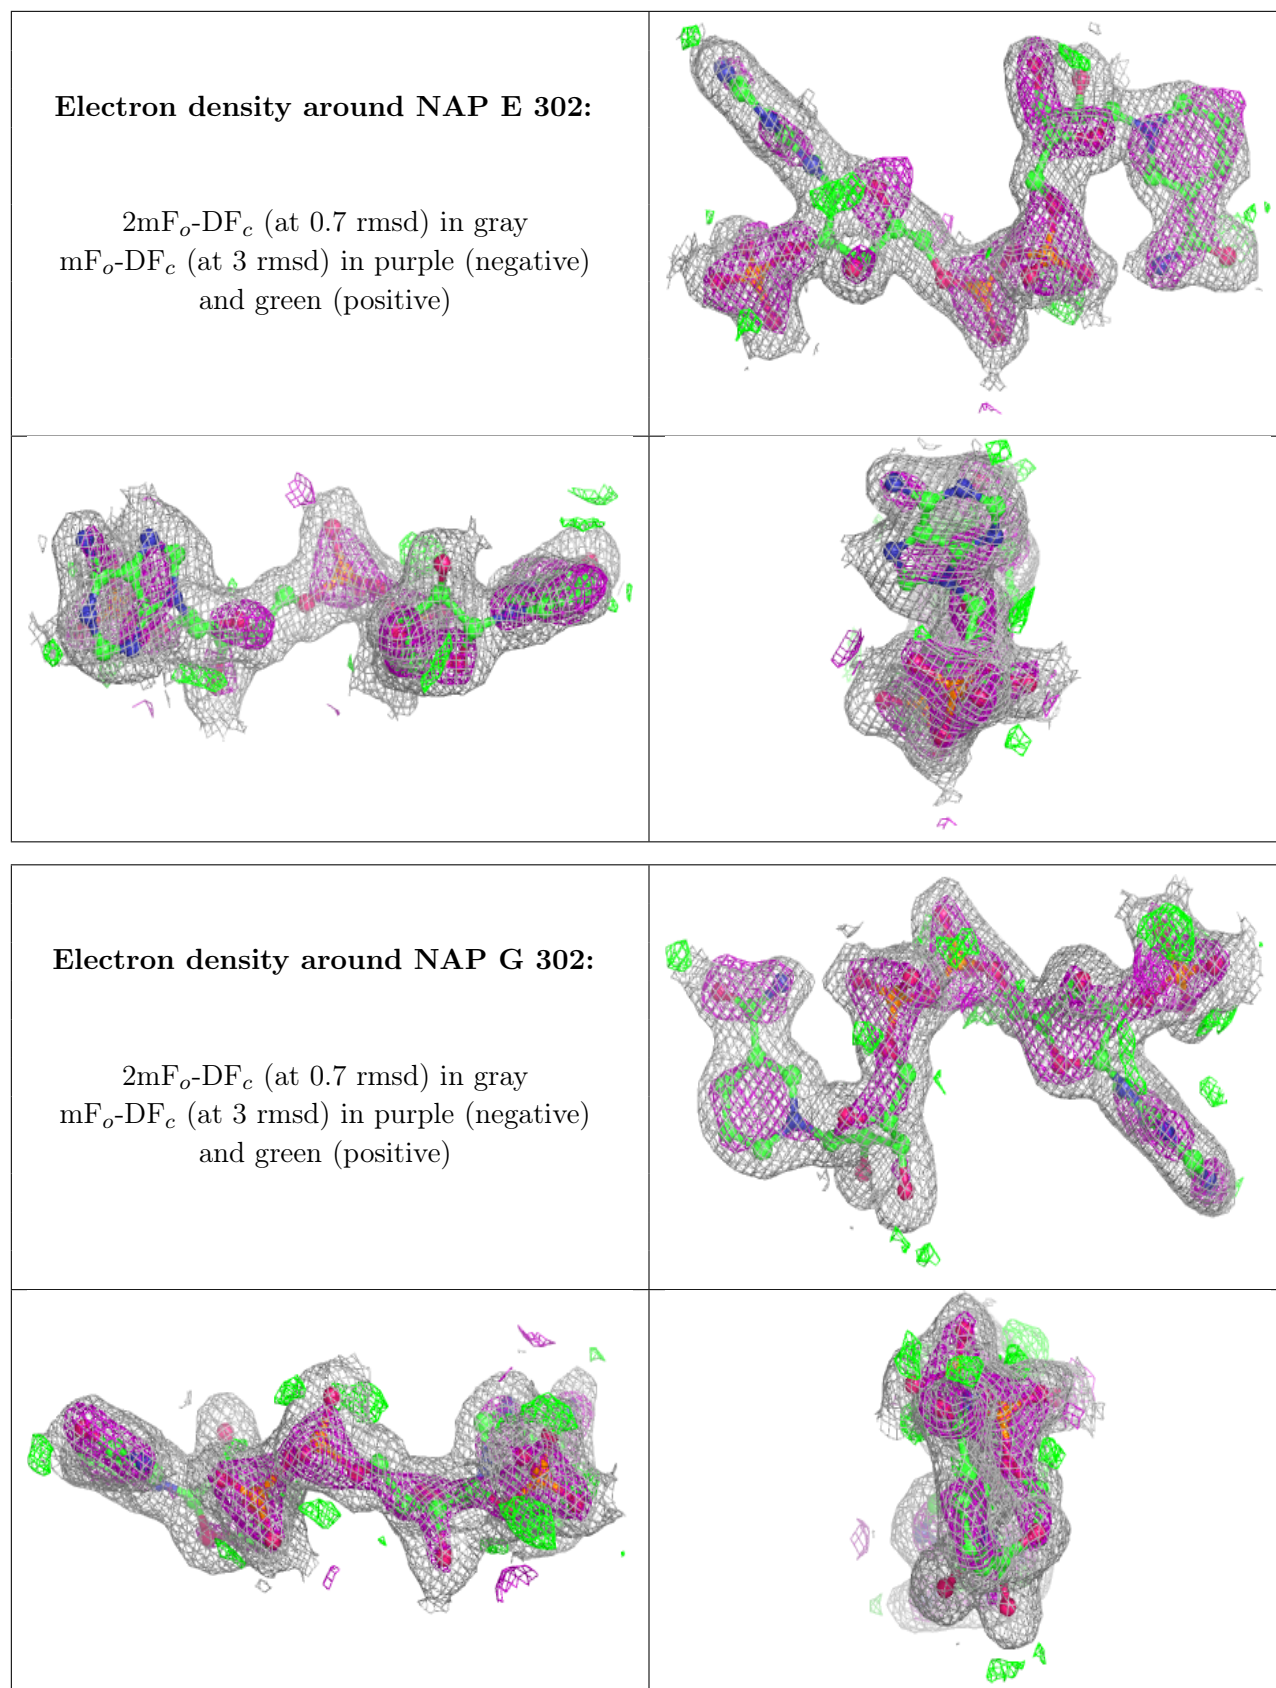 Electron density around NAP E 302:
2mFo-DFc (at 0.7 rmsd) in gray
mFo-DFc (at 3 rmsd) in purple (negative)
and green (positive)
Electron density around NAP G 302:
2mFo-DFc (at 0.7 rmsd) in gray
mFo-DFc (at 3 rmsd) in purple (negative)
and green (positive)